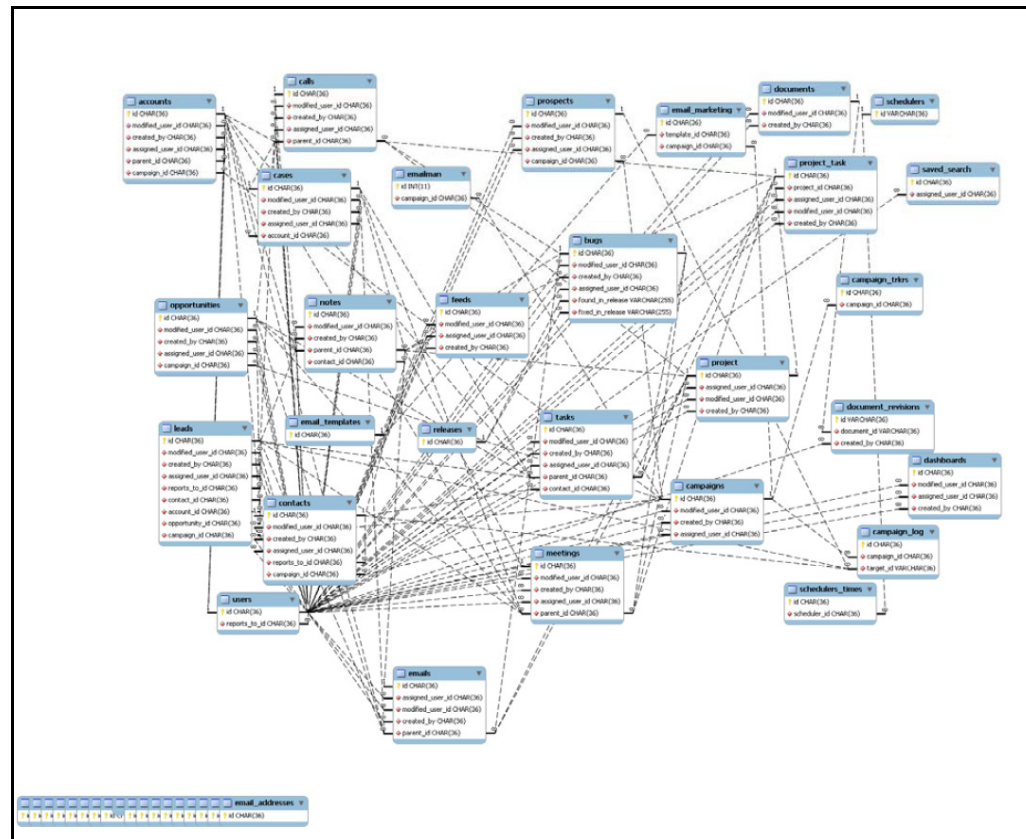 accounts
id CHAR(36)
modified_user_id CHAR(36)
created_by CHAR(36)
assigned_user_id CHAR(36)
parent_id CHAR(36)
campaign_id CHAR(36)
calls
id CHAR(36)
modified_user_id CHAR(36)
created_by CHAR(36)
assigned_user_id CHAR(36)
parent_id CHAR(36)
prospects
id CHAR(36)
modified_user_id CHAR(36)
created_by CHAR(36)
assigned_user_id CHAR(36)
campaign_id CHAR(36)
email_marketing
id CHAR(36)
template_id CHAR(36)
campaign_id CHAR(36)
documents
id CHAR(36)
modified_user_id CHAR(36)
created_by CHAR(36)
schedulers
id VARCHAR(36)
cases
id CHAR(36)
modified_user_id CHAR(36)
created_by CHAR(36)
assigned_user_id CHAR(36)
account_id CHAR(36)
emailman
id INT(11)
campaign_id CHAR(36)
project_task
id CHAR(36)
project_id CHAR(36)
assigned_user_id CHAR(36)
modified_user_id CHAR(36)
created_by CHAR(36)
saved_search
id CHAR(36)
assigned_user_id CHAR(36)
bugs
id CHAR(36)
modified_user_id CHAR(36)
created_by CHAR(36)
assigned_user_id CHAR(36)
found_in_release VARCHAR(255)
fixed_in_release VARCHAR(255)
campaign_trkrs
id CHAR(36)
campaign_id CHAR(36)
opportunities
id CHAR(36)
modified_user_id CHAR(36)
created_by CHAR(36)
assigned_user_id CHAR(36)
campaign_id CHAR(36)
notes
id CHAR(36)
modified_user_id CHAR(36)
created_by CHAR(36)
parent_id CHAR(36)
contact_id CHAR(36)
feeds
id CHAR(36)
modified_user_id CHAR(36)
assigned_user_id CHAR(36)
created_by CHAR(36)
project
id CHAR(36)
assigned_user_id CHAR(36)
modified_user_id CHAR(36)
created_by CHAR(36)
email_templates
id CHAR(36)
releases
id CHAR(36)
tasks
id CHAR(36)
modified_user_id CHAR(36)
created_by CHAR(36)
assigned_user_id CHAR(36)
parent_id CHAR(36)
contact_id CHAR(36)
document_revisions
id VARCHAR(36)
document_id VARCHAR(36)
created_by CHAR(36)
leads
id CHAR(36)
modified_user_id CHAR(36)
created_by CHAR(36)
assigned_user_id CHAR(36)
reports_to_id CHAR(36)
contact_id CHAR(36)
account_id CHAR(36)
opportunity_id CHAR(36)
campaign_id CHAR(36)
dashboards
id CHAR(36)
modified_user_id CHAR(36)
assigned_user_id CHAR(36)
created_by CHAR(36)
contacts
id CHAR(36)
modified_user_id CHAR(36)
created_by CHAR(36)
assigned_user_id CHAR(36)
reports_to_id CHAR(36)
campaign_id CHAR(36)
campaigns
id CHAR(36)
modified_user_id CHAR(36)
created_by CHAR(36)
assigned_user_id CHAR(36)
campaign_log
id CHAR(36)
campaign_id CHAR(36)
target_id VARCHAR(36)
meetings
id CHAR(36)
modified_user_id CHAR(36)
created_by CHAR(36)
assigned_user_id CHAR(36)
parent_id CHAR(36)
schedulers_times
id CHAR(36)
scheduler_id CHAR(36)
users
id CHAR(36)
reports_to_id CHAR(36)
emails
id CHAR(36)
assigned_user_id CHAR(36)
modified_user_id CHAR(36)
created_by CHAR(36)
parent_id CHAR(36)
email_addresses
id CHAR(36)